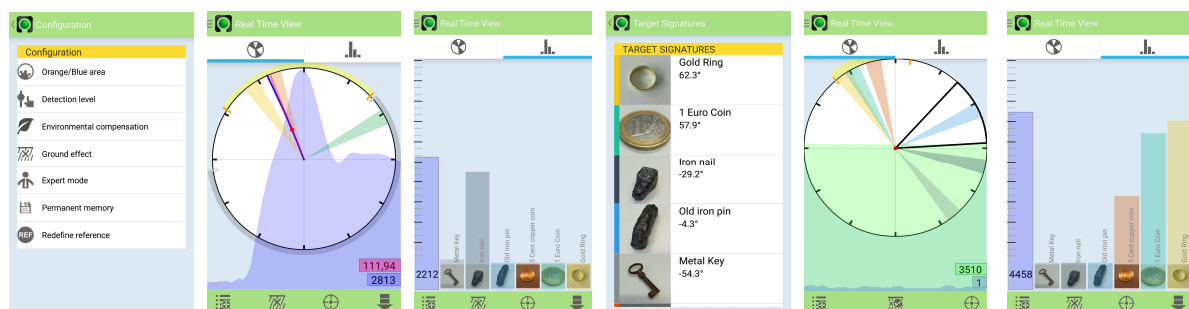 Configuration
Configuration
Orange/Blue area
Detection level
Environmental compensation
Ground effect
Expert mode
Permanent memory
REF
Redefine reference
Real Time View
111,94
2813
Real Time View
2212
Metal Key
Iron nail
Old iron pin
5 Cent copper coin
1 Euro Coin
Gold Ring
Target Signatures
TARGET SIGNATURES
Gold Ring
62.3°
1 Euro Coin
57.9°
Iron nail
-29.2°
Old iron pin
-4.3°
Metal Key
-54.3°
Real Time View
3510
1
Real Time View
4458
Metal Key
Iron nail
Old iron pin
5 Cent copper coin
1 Euro Coin
Gold Ring